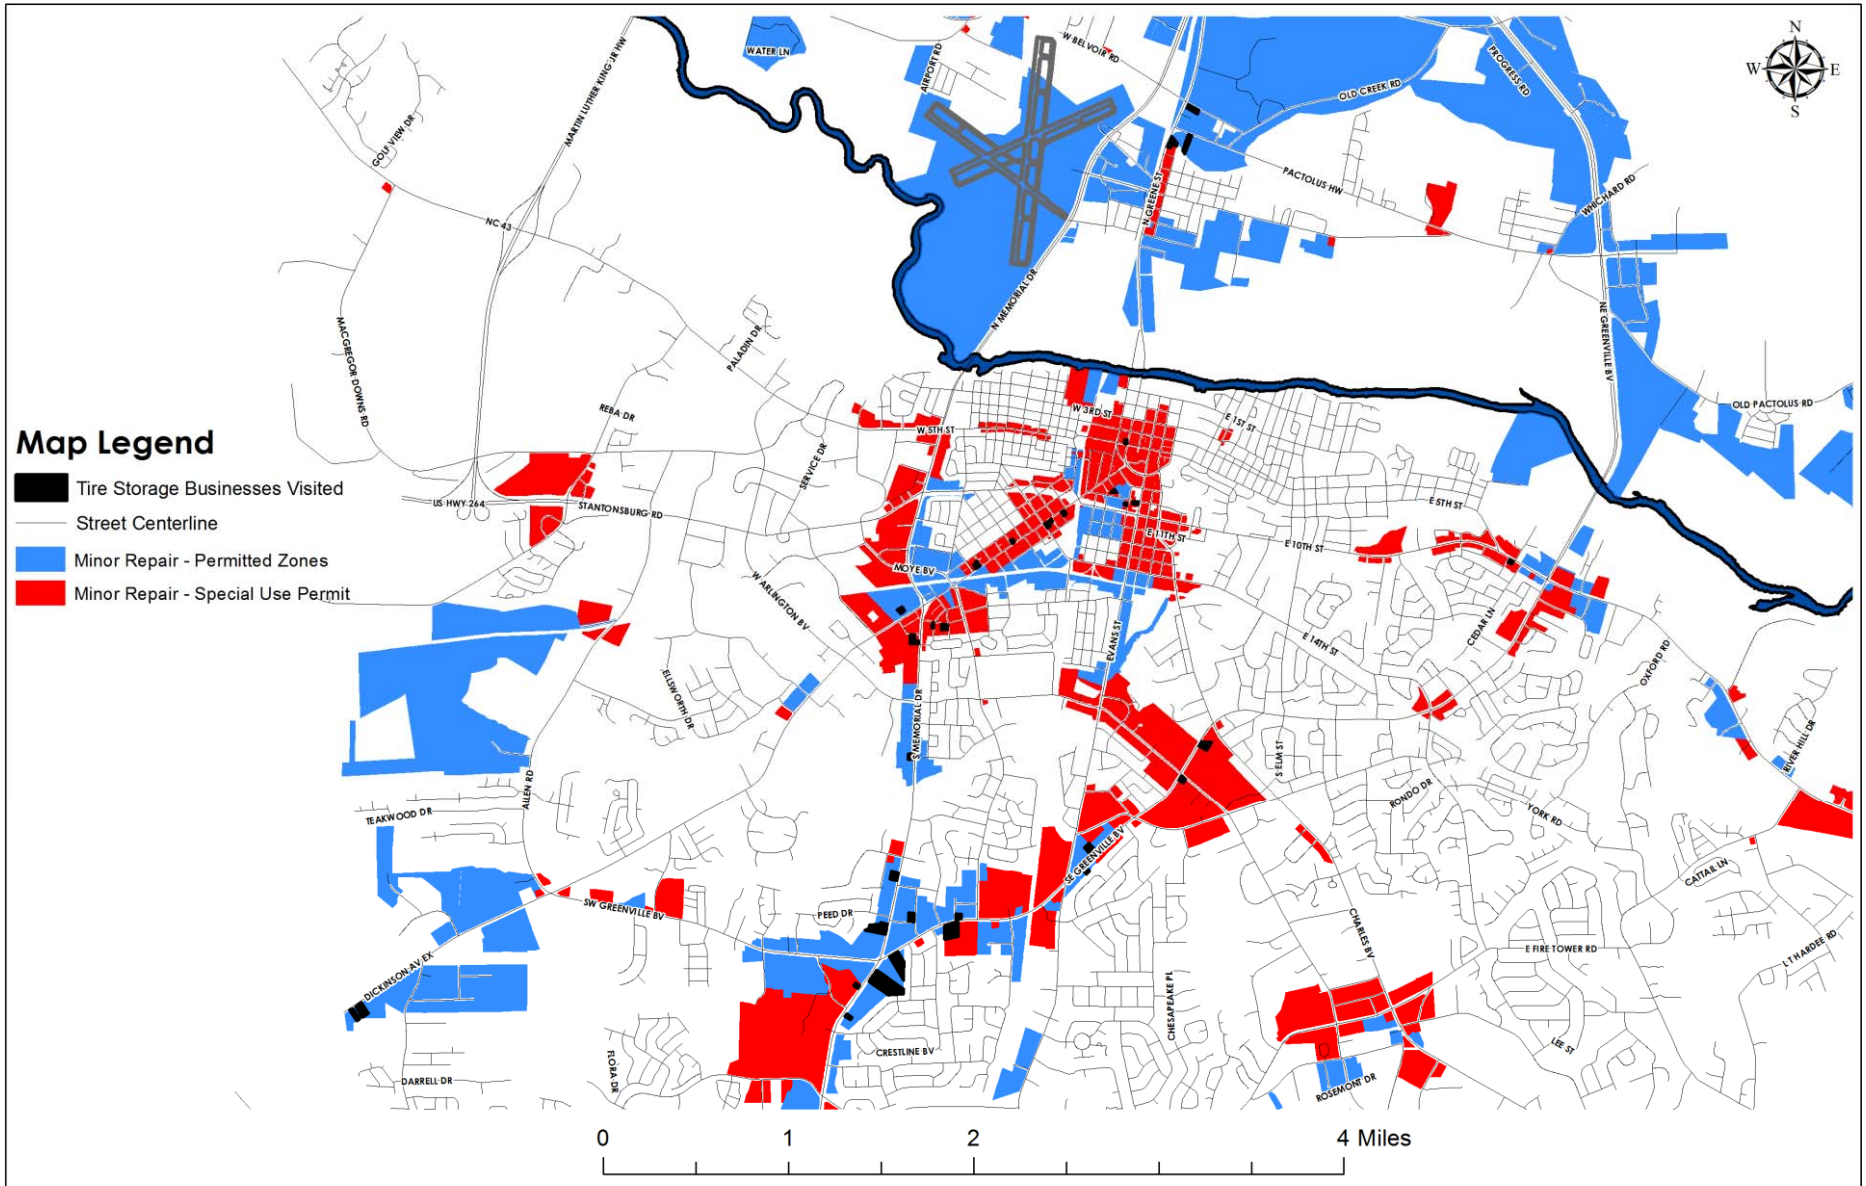 N
W E
S
WATER LN
AIRPORT RD
W BELVOIR RD
PROGRESS RD
OLD CREEK RD
MARTIN LUTHER KING JR HW
GOLF VIEW DR
PACTOLUS HW
N GREENE ST
WHICHARD RD
NC 43
N MEMORIAL DR
NE GREENVILLE BV
MACGREGOR DOWNS RD
PALADIN DR
OLD PACTOLUS RD
REBA DR
W 3RD ST
E 1ST ST
W 5TH ST
Map Legend
Tire Storage Businesses Visited
Street Centerline
Minor Repair - Permitted Zones
Minor Repair - Special Use Permit
SERVICE DR
US HWY 264
STANTONSBURG RD
E 5TH ST
E 11TH ST
E 10TH ST
MOYE BV
W ARLINGTON BV
CEDAR LN
EVANS ST
E 14TH ST
OXFORD RD
ELLSWORTH DR
S MEMORIAL DR
S ELM ST
RIVER HILL DR
ALLEN RD
RONDO DR
YORK RD
TEAKWOOD DR
SE GREENVILLE BV
CATTAIL LN
SW GREENVILLE BV
PEED DR
CHARLES BV
E FIRE TOWER RD
L T HARDEE RD
DICKINSON AV EX
CHESAPEAKE PL
LEE ST
CRESTLINE BV
FLORA DR
DARRELL DR
ROSEMONT DR
0 1 2 4 Miles